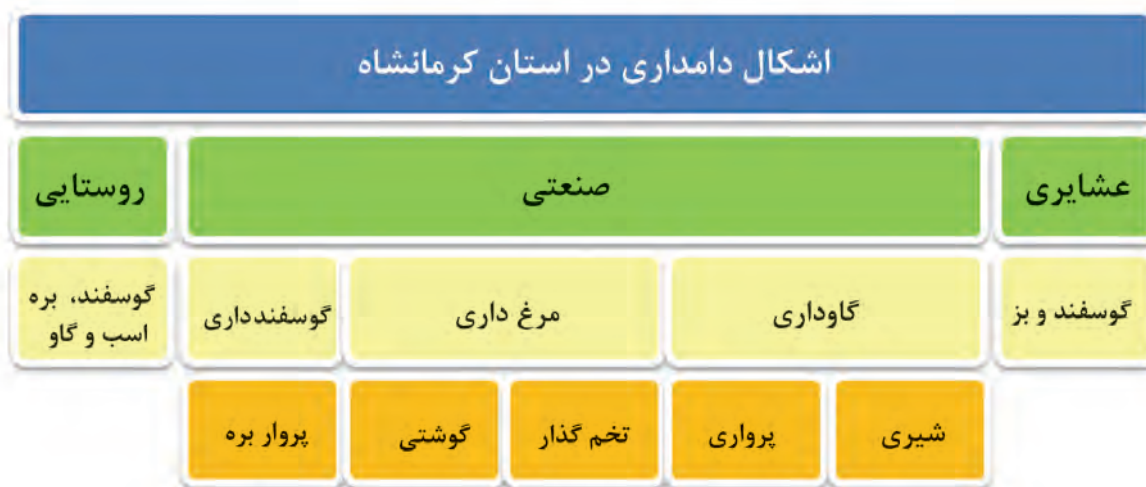 اشکال دامداری در استان کرمانشاه
عشایری
صنعتی
روستایی
گوسفند و بز
گاوداری
مرغ داری
گوسفندداری
گوسفند، بره
اسب و گاو
شیری
پرواری
تخم گذار
گوشتی
پروار بره